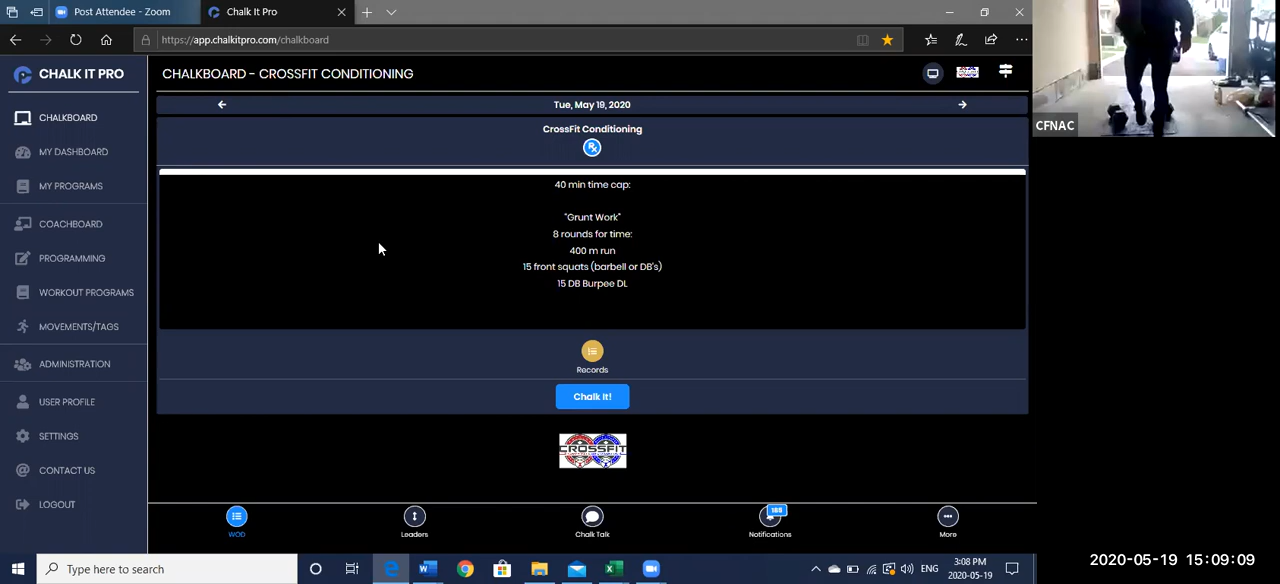 Post Attendee - Zoom
Chalk It Pro
https://app.chalkitpro.com/chalkboard
CHALK IT PRO
CHALKBOARD - CROSSFIT CONDITIONING
CHALKBOARD
MY DASHBOARD
MY PROGRAMS
COACHBOARD
PROGRAMMING
WORKOUT PROGRAMS
MOVEMENTS/TAGS
ADMINISTRATION
USER PROFILE
SETTINGS
CONTACT US
LOGOUT
Tue, May 19, 2020
CrossFit Conditioning
Rx
40 min time cap:
"Grunt Work"
8 rounds for time:
400 m run
15 front squats (barbell or DB's)
15 DB Burpee DL
Records
Chalk It!
CROSSFIT
WOD
Leaders
Chalk Talk
Notifications
More
CFNAC
Type here to search
ENG
3:08 PM
2020-05-19
2020-05-19 15:09:09